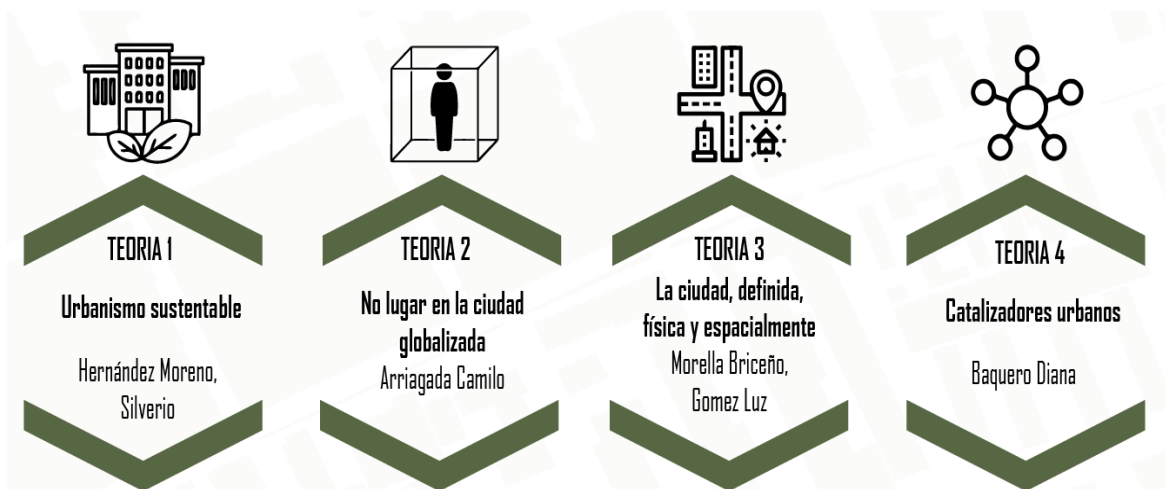 TEORIA 1
Urbanismo sustentable
Hernández Moreno,
Silverio
TEORIA 2
No lugar en la ciudad
globalizada
Arriagada Camilo
TEORIA 3
La ciudad, definida,
física y espacialmente
Morella Briceño,
Gomez Luz
TEORIA 4
Catalizadores urbanos
Baquero Diana